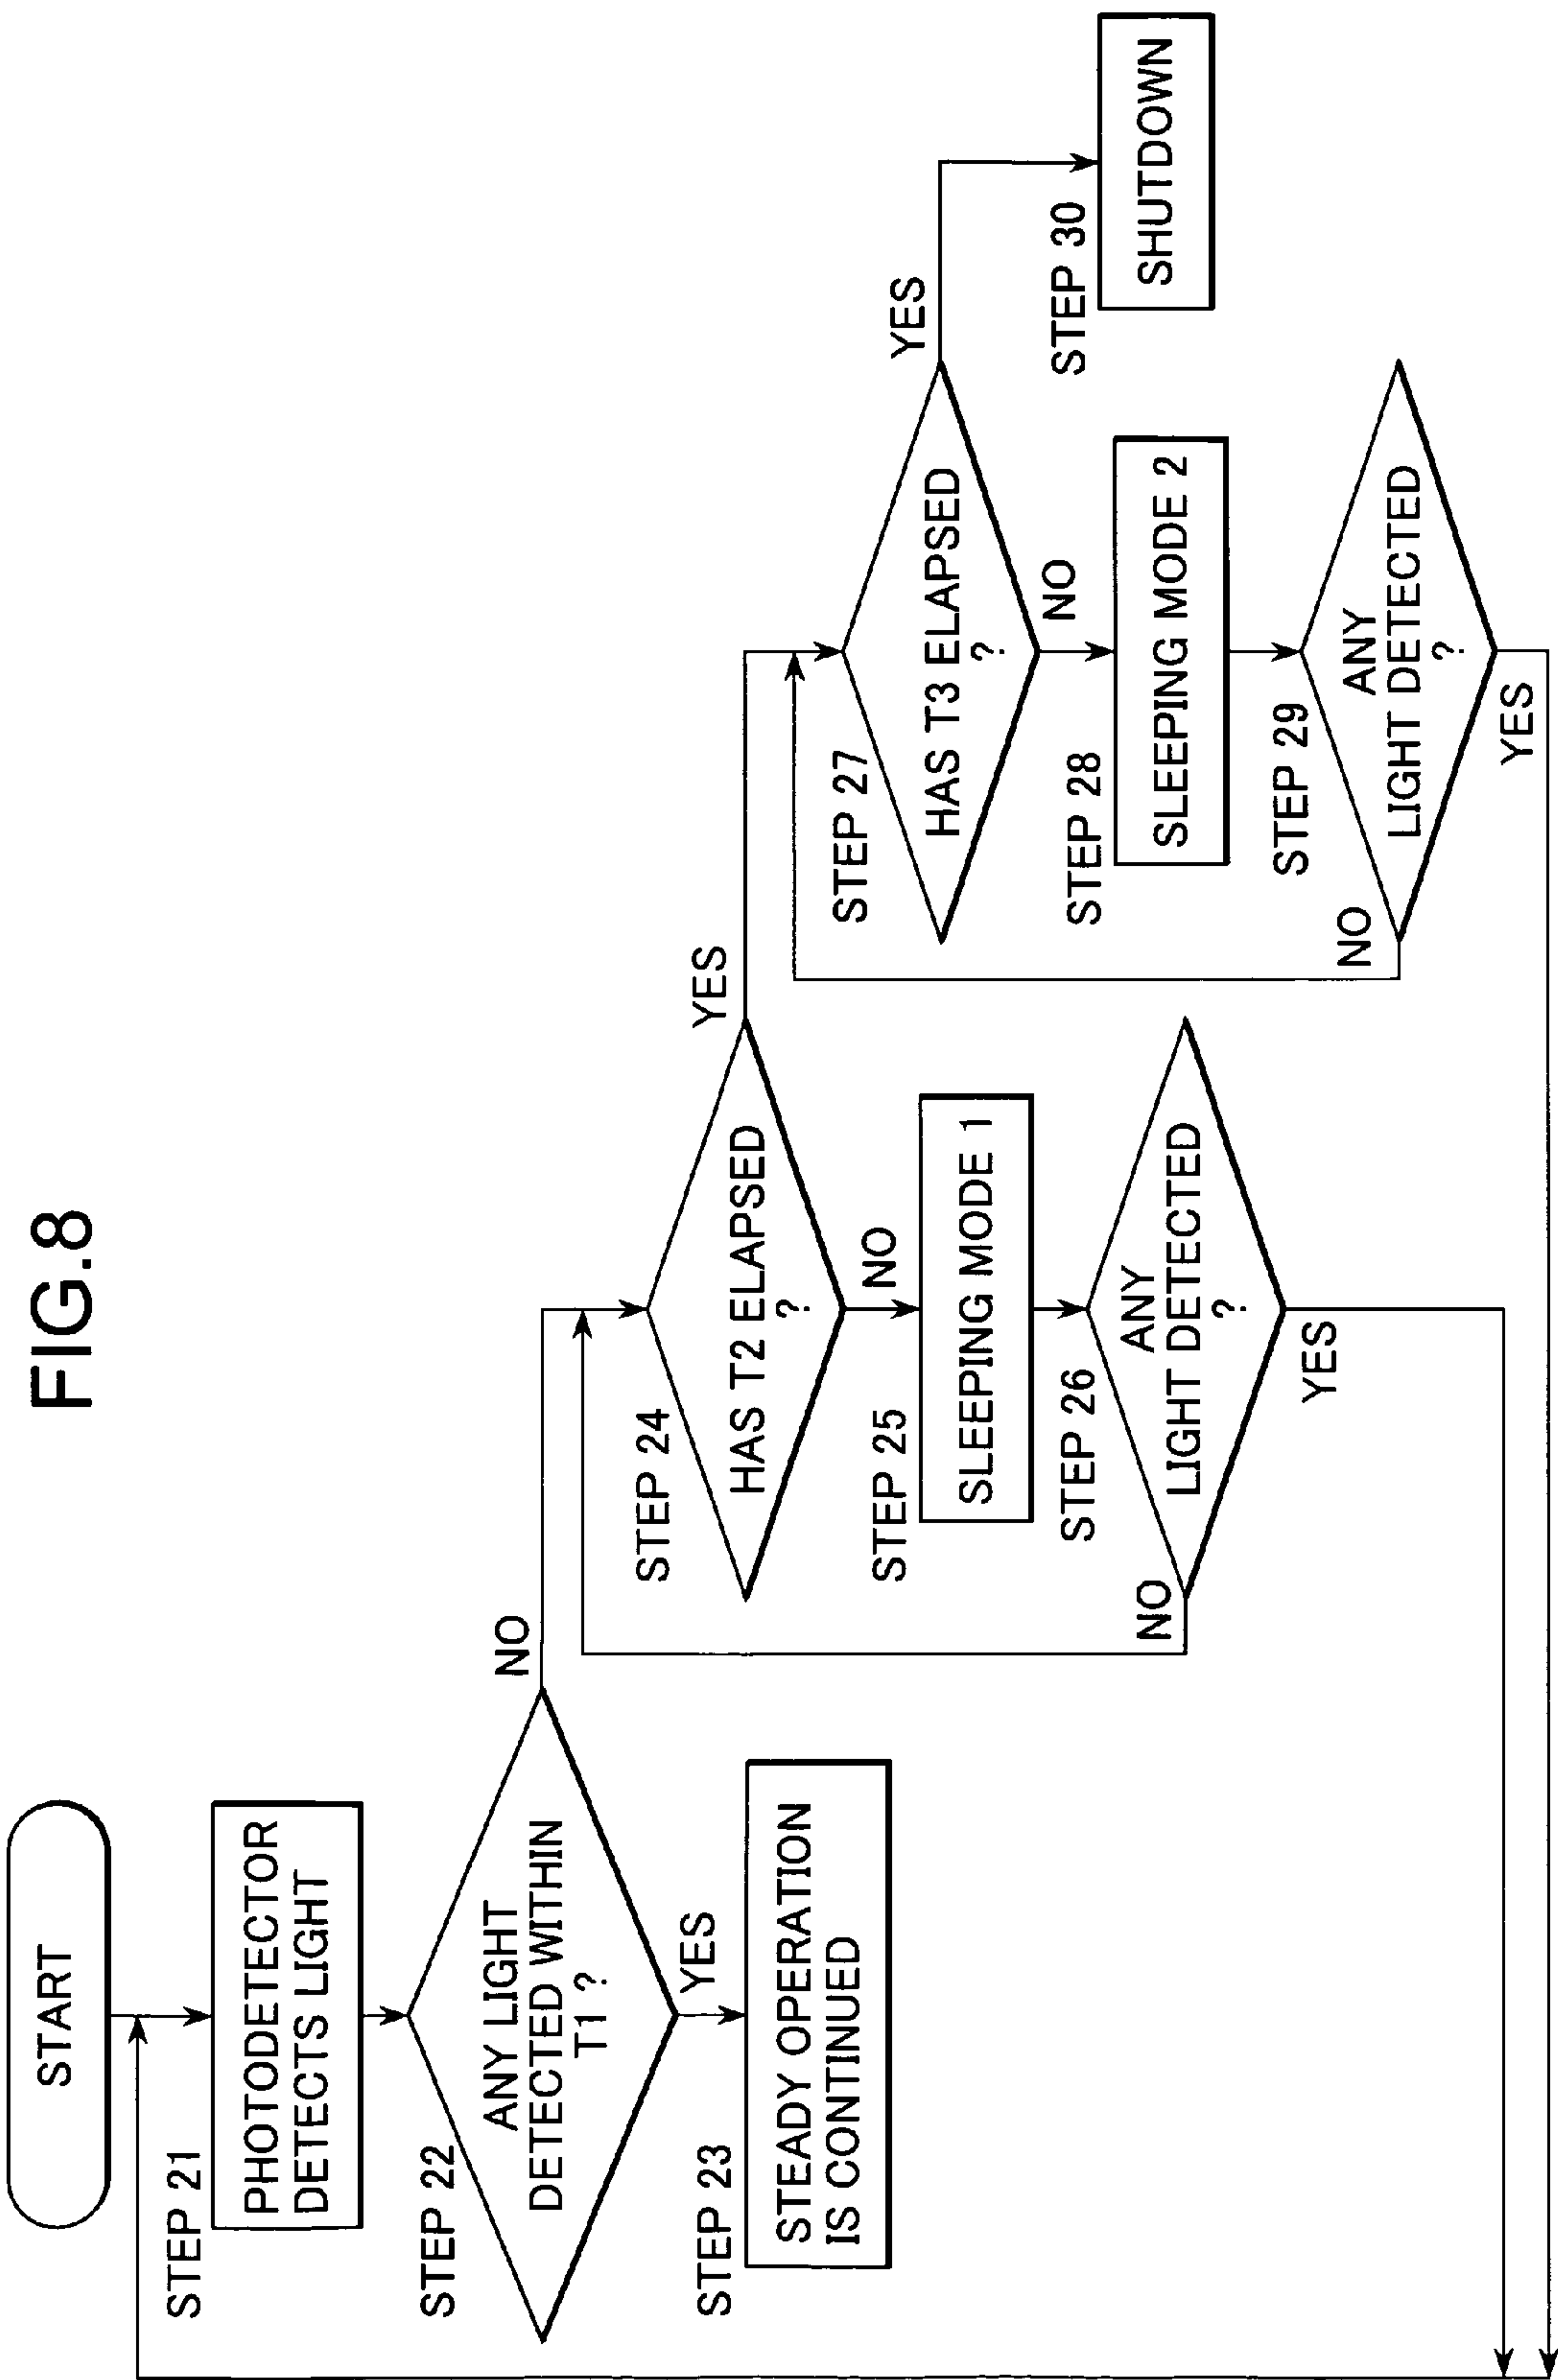 FIG.8
START
STEP 21
PHOTODETECTOR
DETECTS LIGHT
STEP 22
ANY LIGHT
DETECTED WITHIN
T1 ?
NO
YES
STEP 23
STEADY OPERATION
IS CONTINUED
STEP 24
HAS T2 ELAPSED
?
YES
NO
STEP 25
SLEEPING MODE 1
STEP 26
ANY
LIGHT DETECTED
?
NO
YES
STEP 27
HAS T3 ELAPSED
?
YES
NO
STEP 28
SLEEPING MODE 2
STEP 29
ANY
LIGHT DETECTED
?
NO
YES
STEP 30
SHUTDOWN